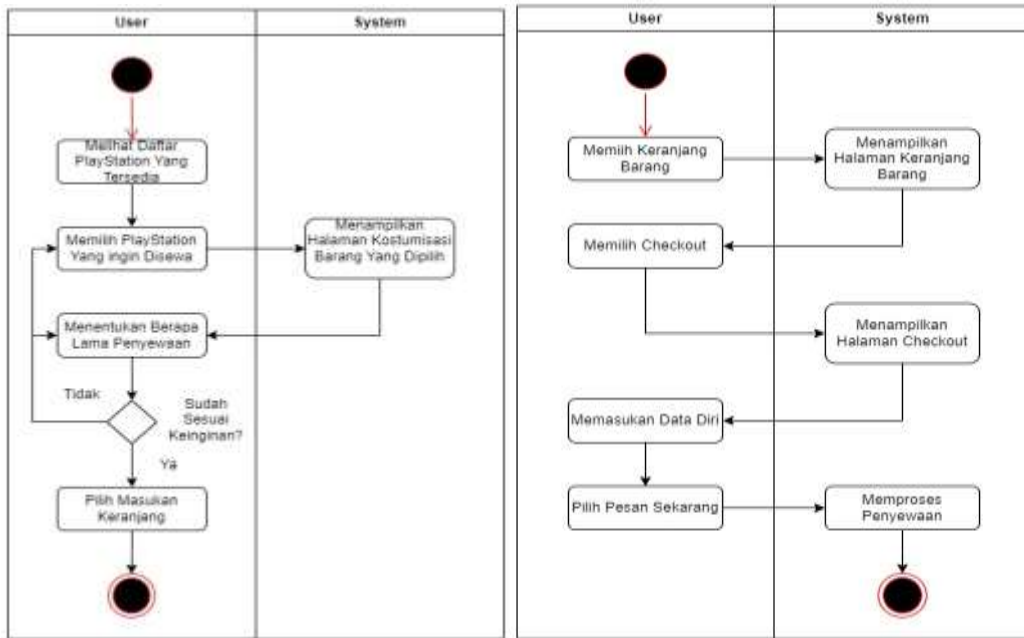 User
System
Melihat Daftar
PlayStation Yang
Tersedia
Memilih PlayStation
Yang ingin Disewa
Menampilkan
Halaman Kostumisasi
Barang Yang Dipilih
Menentukan Berapa
Lama Penyewaan
Tidak
Sudah
Sesuai
Keinginan?
Ya
Pilih Masukan
Keranjang
User
System
Memilih Keranjang
Barang
Menampilkan
Halaman Keranjang
Barang
Memilih Checkout
Menampilkan
Halaman Checkout
Memasukan Data Diri
Pilih Pesan Sekarang
Memproses
Penyewaan